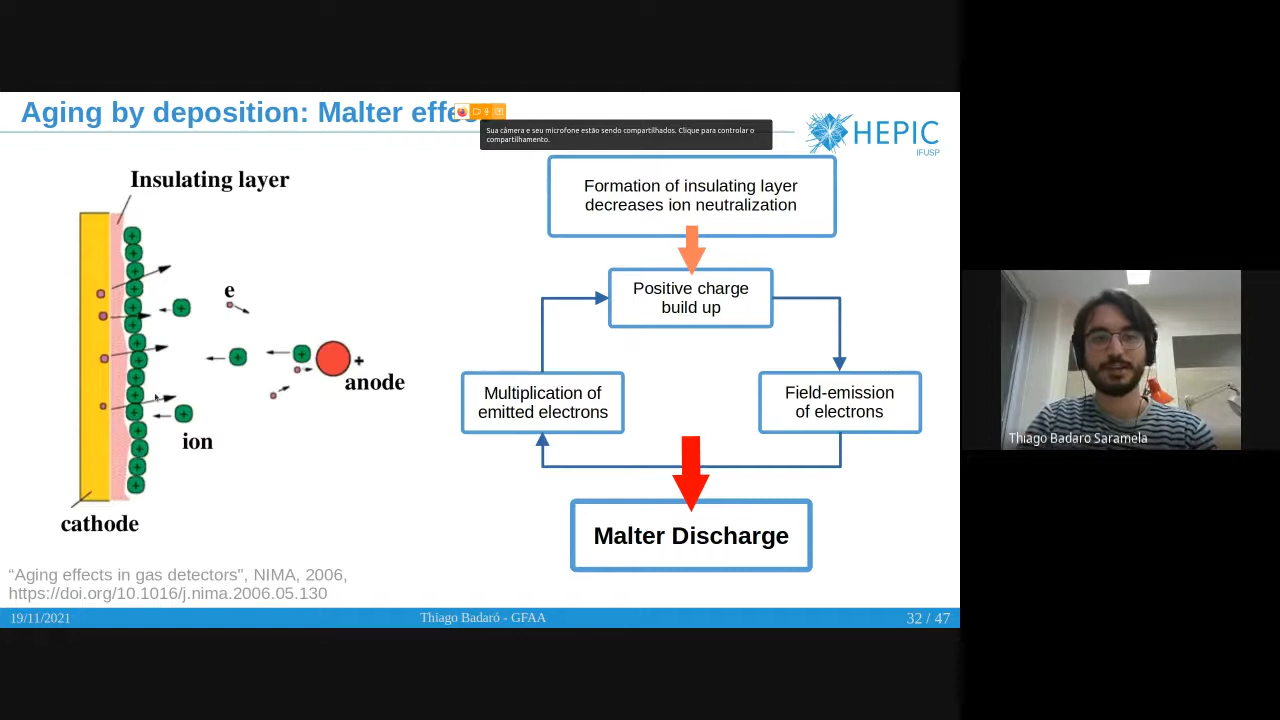 Aging by deposition: Malter effe
Sua câmera e seu microfone estão sendo compartilhados. Clique para controlar o
compartilhamento.
HEPIC
IFUSP
Insulating layer
e
+
anode
ion
cathode
Formation of insulating layer
decreases ion neutralization
Positive charge
build up
Multiplication of
emitted electrons
Field-emission
of electrons
Malter Discharge
“Aging effects in gas detectors”, NIMA, 2006,
https://doi.org/10.1016/j.nima.2006.05.130
19/11/2021
Thiago Badaró - GFAA
32 / 47
Thiago Badaro Saramela